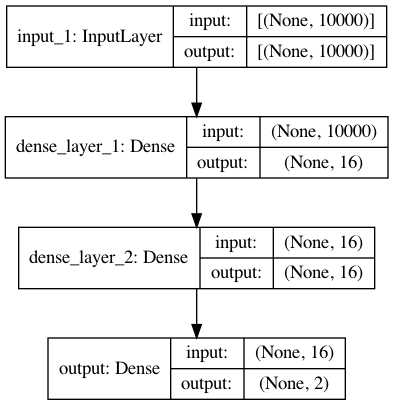 input_1: InputLayer
input: [(None, 10000)]
output: [(None, 10000)]
dense_layer_1: Dense
input: (None, 10000)
output: (None, 16)
dense_layer_2: Dense
input: (None, 16)
output: (None, 16)
output: Dense
input: (None, 16)
output: (None, 2)